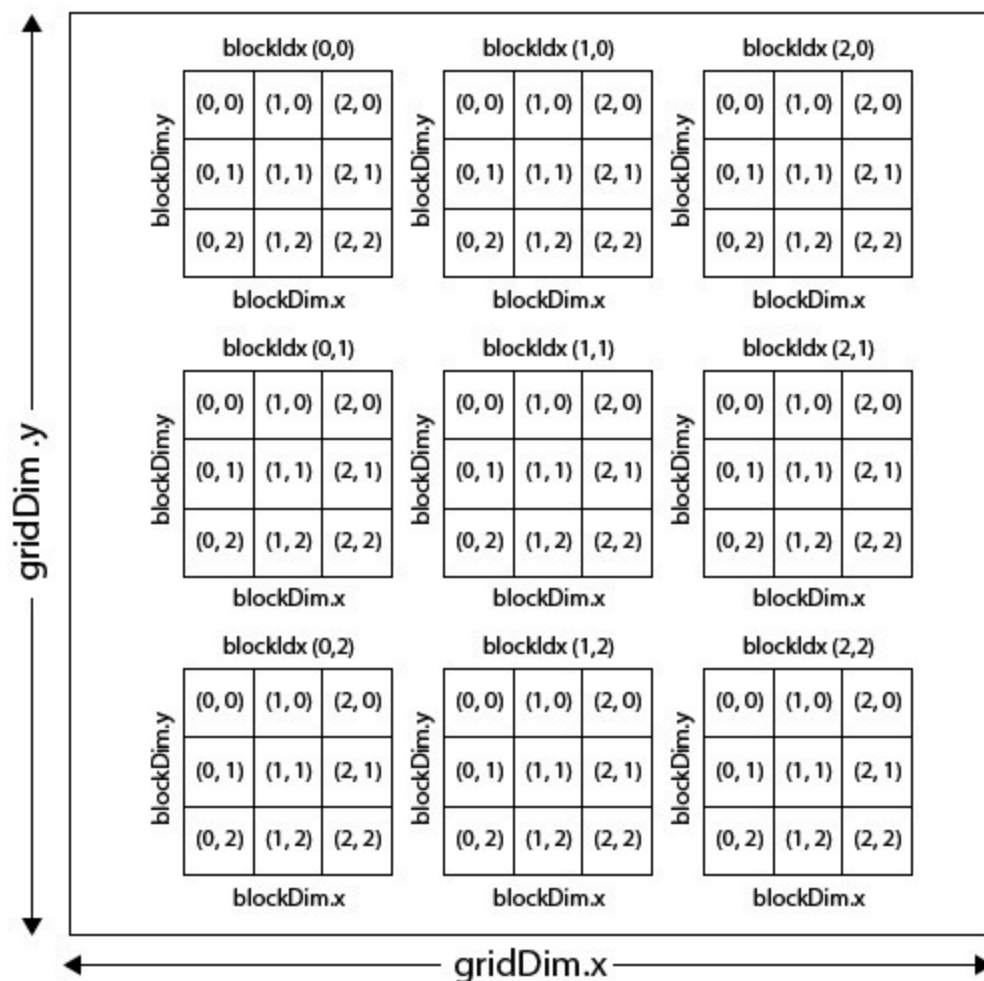 blockIdx (0,0) blockIdx (1,0) blockIdx (2,0)
(0, 0) (1, 0) (2, 0) (0, 0) (1, 0) (2, 0) (0, 0) (1, 0) (2, 0)
blockDim.y (0, 1) (1, 1) (2, 1) blockDim.y (0, 1) (1, 1) (2, 1) blockDim.y (0, 1) (1, 1) (2, 1)
(0, 2) (1, 2) (2, 2) (0, 2) (1, 2) (2, 2) (0, 2) (1, 2) (2, 2)
blockDim.x blockDim.x blockDim.x
blockIdx (0,1) blockIdx (1,1) blockIdx (2,1)
(0, 0) (1, 0) (2, 0) (0, 0) (1, 0) (2, 0) (0, 0) (1, 0) (2, 0)
gridDim .y blockDim.y (0, 1) (1, 1) (2, 1) blockDim.y (0, 1) (1, 1) (2, 1) blockDim.y (0, 1) (1, 1) (2, 1)
(0, 2) (1, 2) (2, 2) (0, 2) (1, 2) (2, 2) (0, 2) (1, 2) (2, 2)
blockDim.x blockDim.x blockDim.x
blockIdx (0,2) blockIdx (1,2) blockIdx (2,2)
(0, 0) (1, 0) (2, 0) (0, 0) (1, 0) (2, 0) (0, 0) (1, 0) (2, 0)
blockDim.y (0, 1) (1, 1) (2, 1) blockDim.y (0, 1) (1, 1) (2, 1) blockDim.y (0, 1) (1, 1) (2, 1)
(0, 2) (1, 2) (2, 2) (0, 2) (1, 2) (2, 2) (0, 2) (1, 2) (2, 2)
blockDim.x blockDim.x blockDim.x
gridDim.x